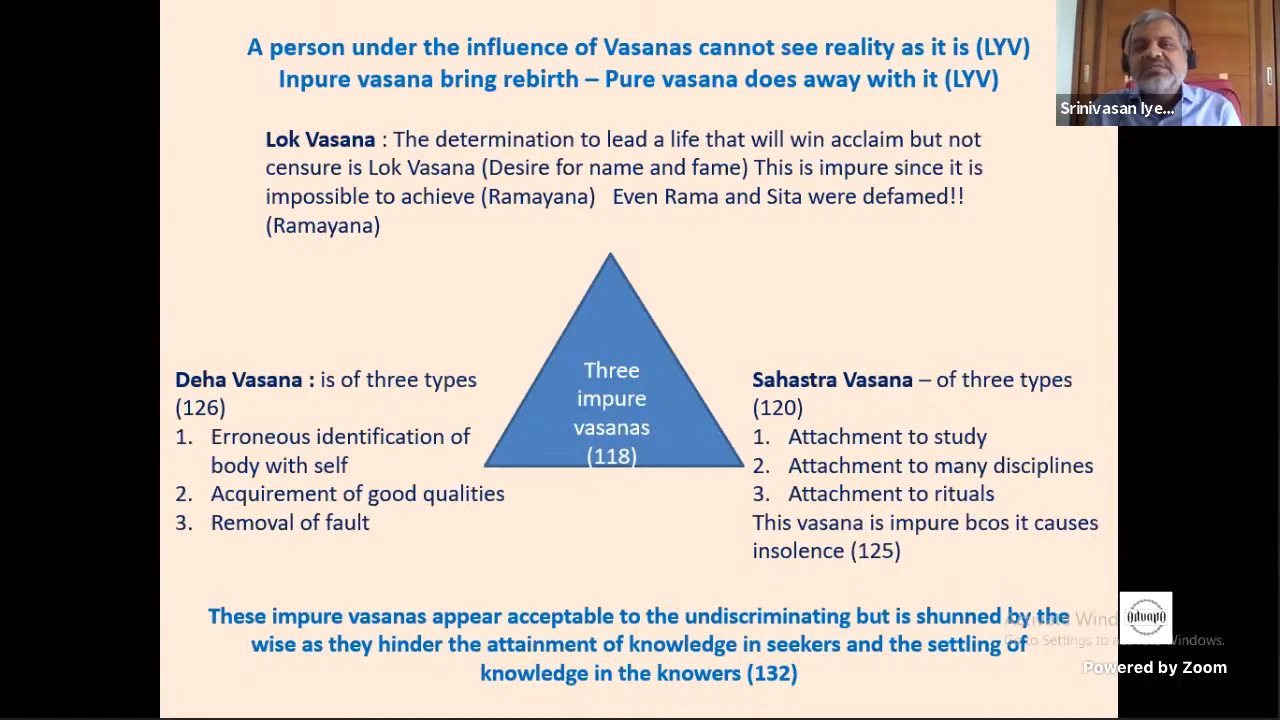 A person under the influence of Vasanas cannot see reality as it is (LYV)
Inpure vasana bring rebirth – Pure vasana does away with it (LYV)
Srinivasan Iye...
Lok Vasana : The determination to lead a life that will win acclaim but not
censure is Lok Vasana (Desire for name and fame) This is impure since it is
impossible to achieve (Ramayana) Even Rama and Sita were defamed!!
(Ramayana)
Three
impure
vasanas
(118)
Deha Vasana : is of three types
(126)
1. Erroneous identification of
body with self
2. Acquirement of good qualities
3. Removal of fault
Sahastra Vasana – of three types
(120)
1. Attachment to study
2. Attachment to many disciplines
3. Attachment to rituals
This vasana is impure bcos it causes
insolence (125)
These impure vasanas appear acceptable to the undiscriminating but is shunned by the
wise as they hinder the attainment of knowledge in seekers and the settling of
knowledge in the knowers (132)
Activate Wind
Go to Settings to a Windows.
Powered by Zoom